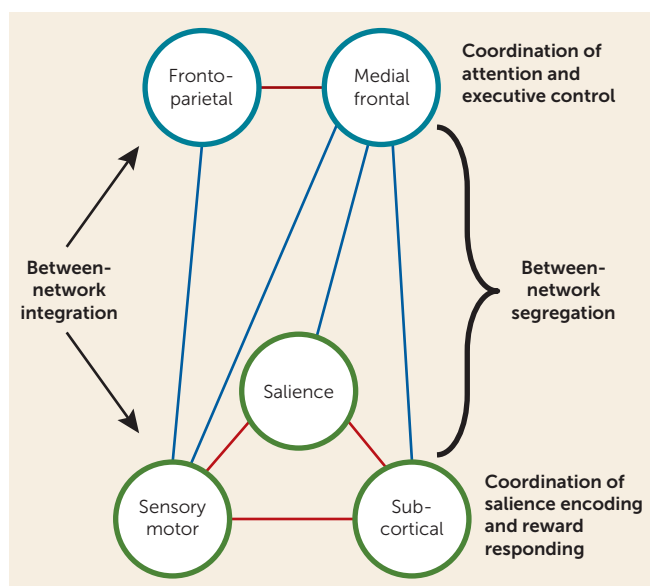 Fronto-
parietal
Medial
frontal
Coordination of
attention and
executive control
Between-
network
integration
Between-
network
segregation
Salience
Sensory
motor
Sub-
cortical
Coordination of
salience encoding
and reward
responding